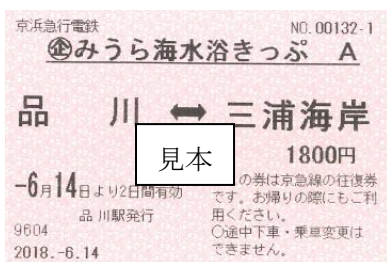 京浜急行電鉄 NO.00132-1
㊭みうら海水浴きっぷ A
品 川 ⬌ 三浦海岸
見本
1800円
-6月14日より2日間有効
の券は京急線の往復券
です。お帰りの際にもご利
用ください。
品川駅発行
○途中下車・乗車変更は
できません。
9604
2018.-6.14